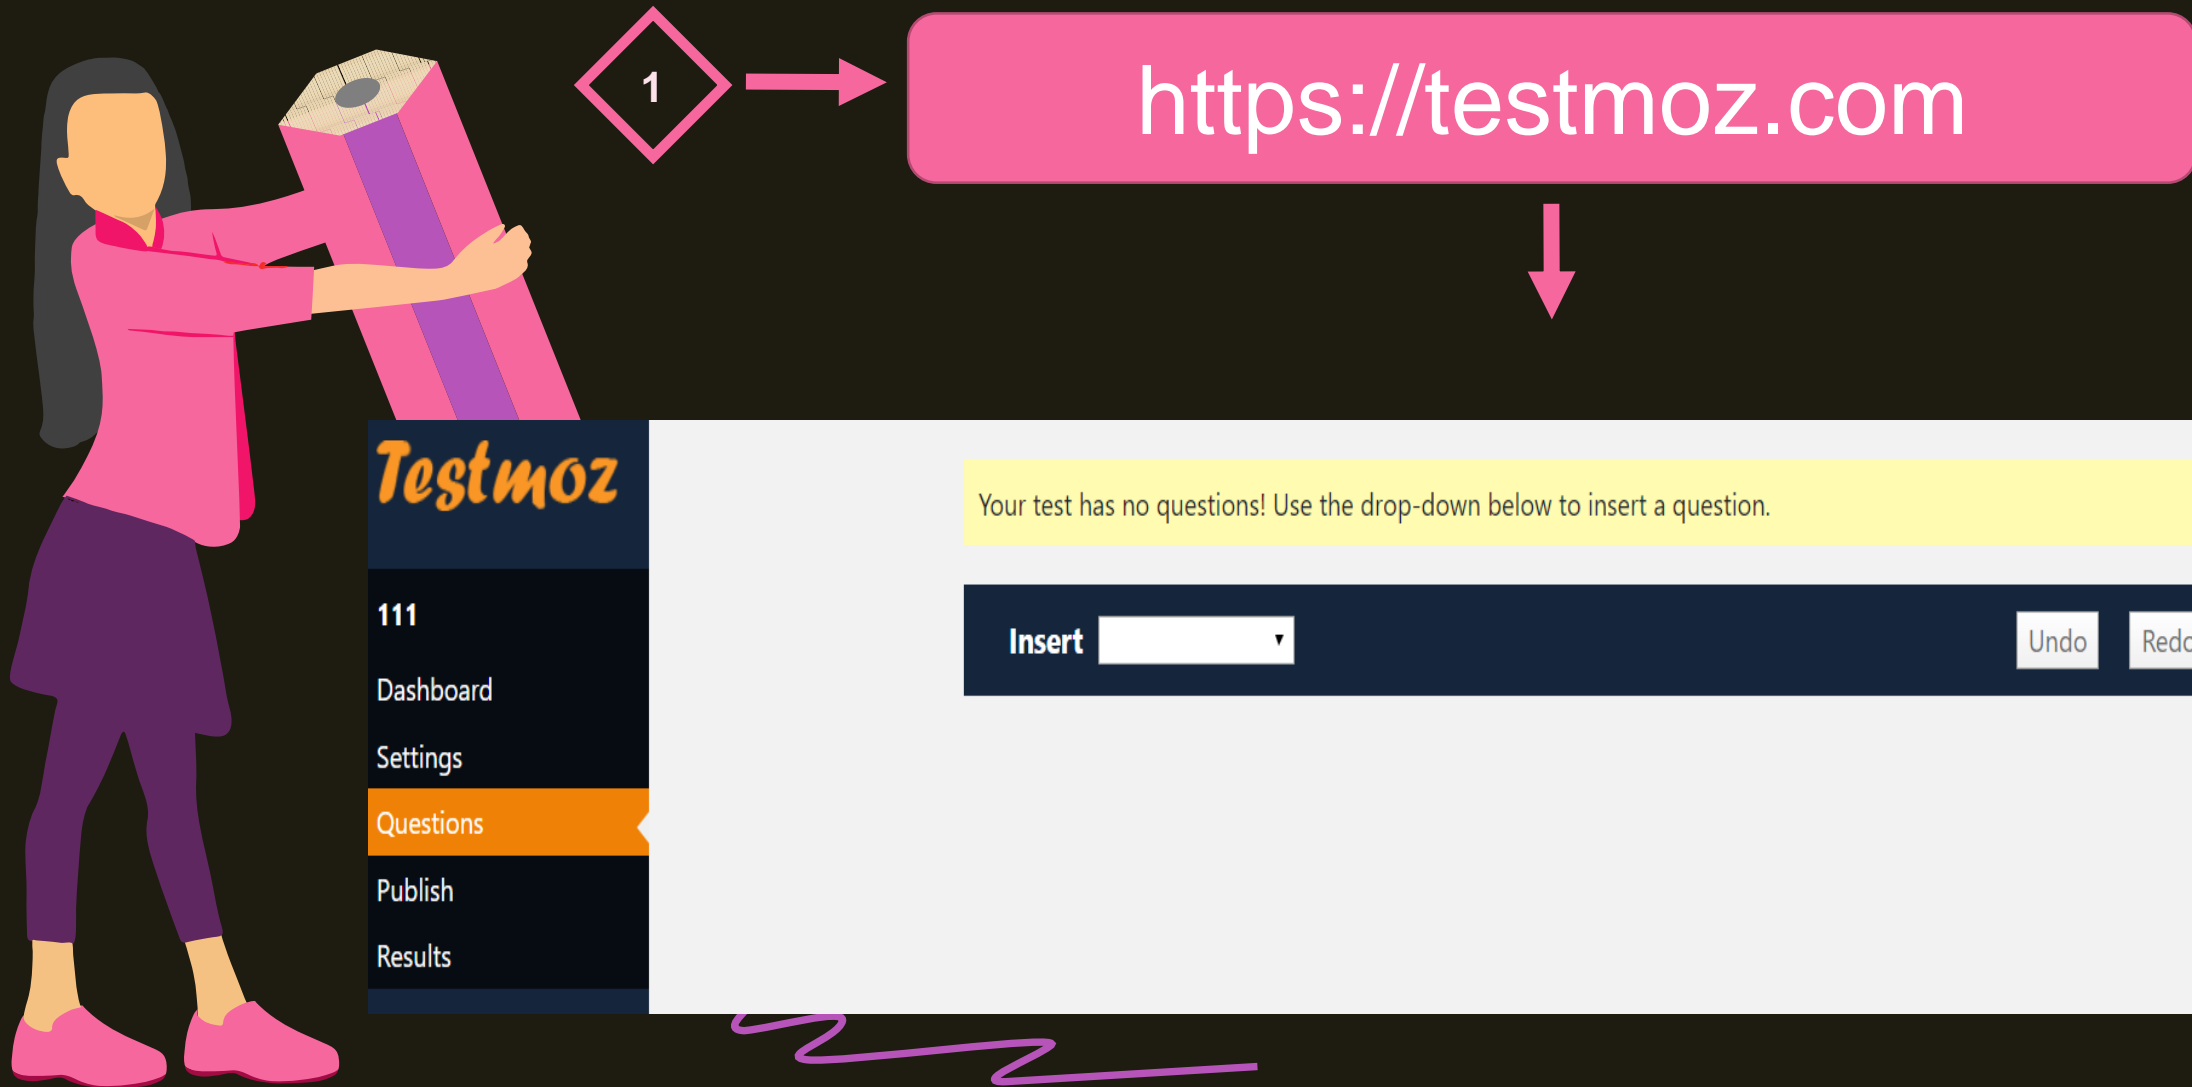 1
https://testmoz.com
Testmoz
Your test has no questions! Use the drop-down below to insert a question.
111
Insert
Undo
Redo
Dashboard
Settings
Questions
Publish
Results